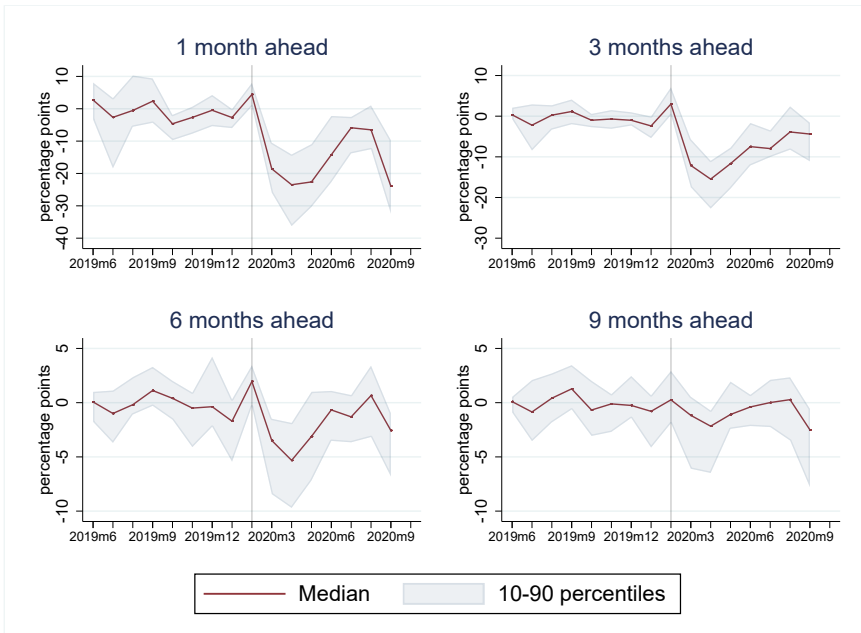 1 month ahead
percentage points
10
0
-10
-20
-30
-40
2019m6 2019m9 2019m12 2020m3 2020m6 2020m9
3 months ahead
percentage points
10
0
-10
-20
-30
2019m6 2019m9 2019m12 2020m3 2020m6 2020m9
6 months ahead
percentage points
5
0
-5
-10
2019m6 2019m9 2019m12 2020m3 2020m6 2020m9
9 months ahead
percentage points
5
0
-5
-10
2019m6 2019m9 2019m12 2020m3 2020m6 2020m9
Median 10-90 percentiles